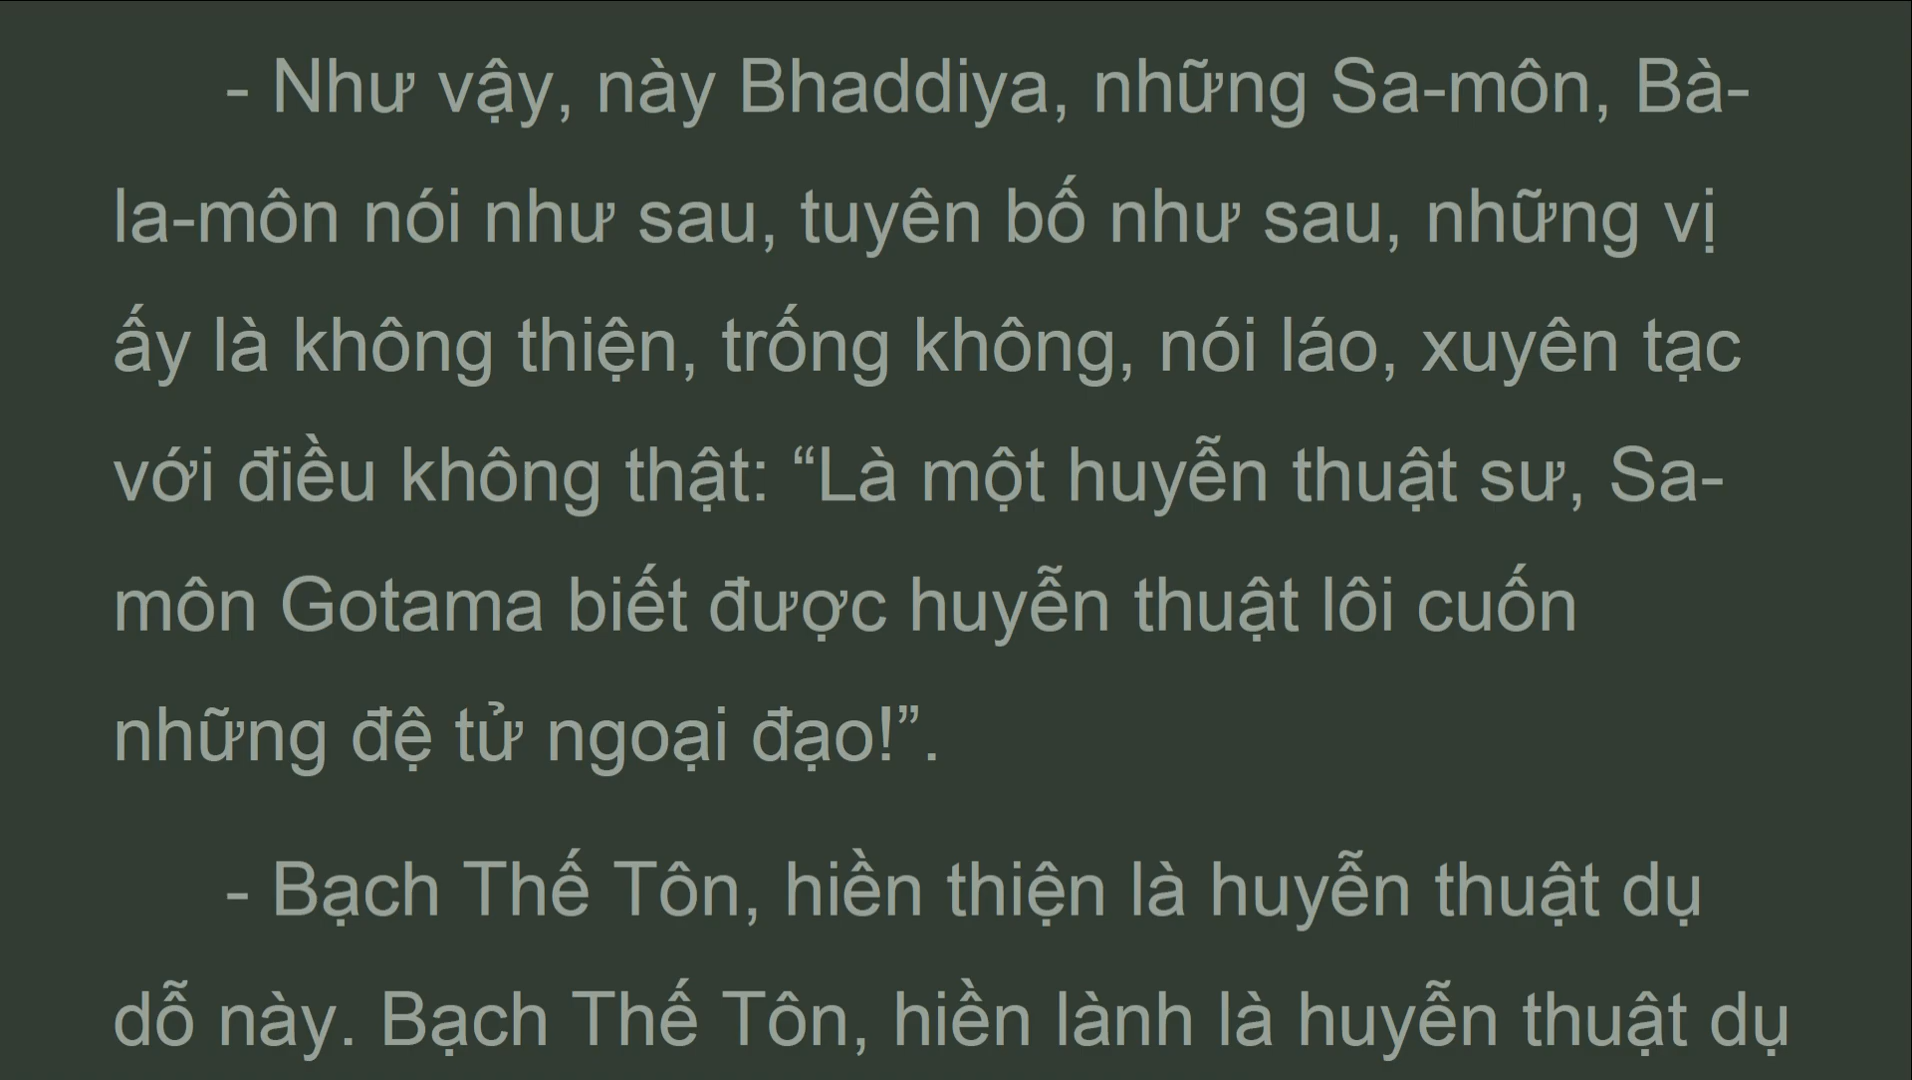 - Như vậy, này Bhaddiya, những Sa-môn, Bà-
la-môn nói như sau, tuyên bố như sau, những vị
ấy là không thiện, trống không, nói láo, xuyên tạc
với điều không thật: “Là một huyễn thuật sư, Sa-
môn Gotama biết được huyễn thuật lôi cuốn
những đệ tử ngoại đạo!”.
- Bạch Thế Tôn, hiền thiện là huyễn thuật dụ
dỗ này. Bạch Thế Tôn, hiền lành là huyễn thuật dụ